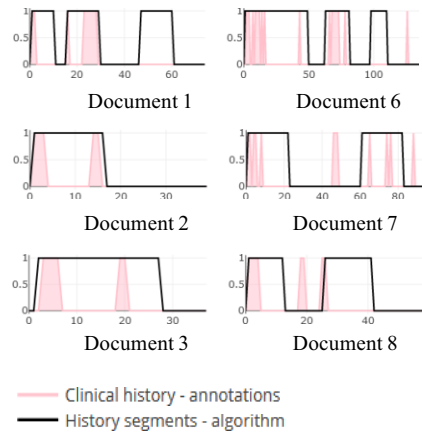 1
0.5
0
0 20 40 60
Document 1
1
0.5
0
0 50 100
Document 6
1
0.5
0
0 10 20 30
Document 2
1
0.5
0
0 20 40 60 80
Document 7
1
0.5
0
0 10 20 30
Document 3
1
0.5
0
0 20 40
Document 8
Clinical history - annotations
History segments - algorithm